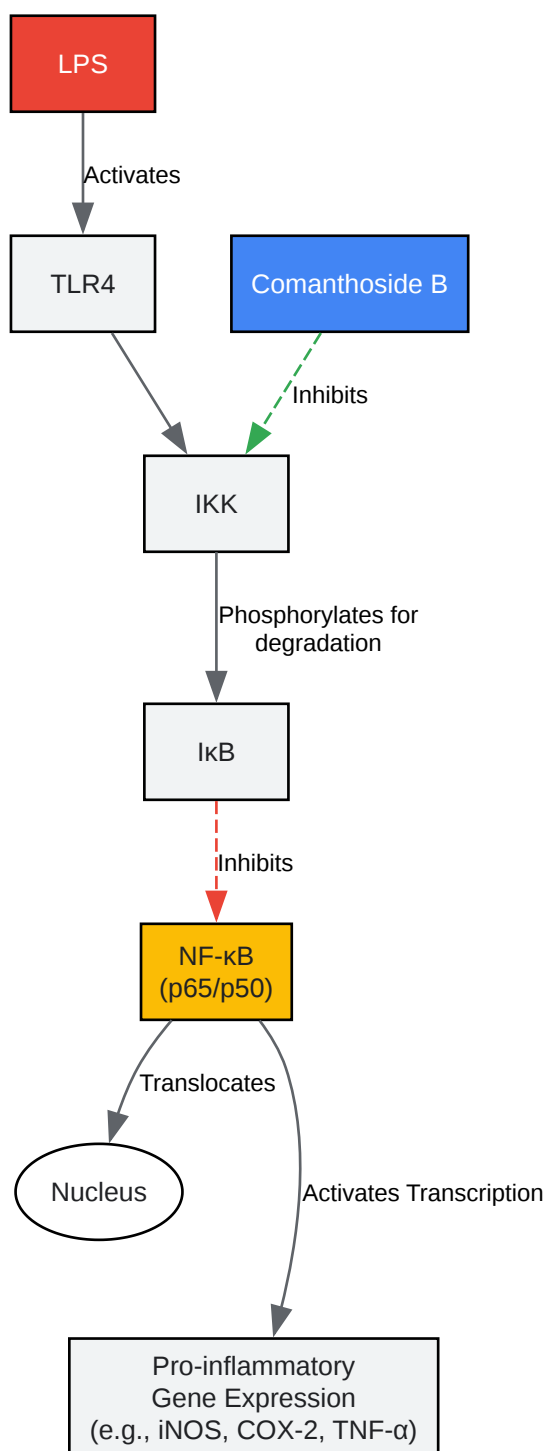 LPS
Activates
TLR4
Comanthoside B
Inhibits
IKK
Phosphorylates for
degradation
IκB
Inhibits
NF-κB
(p65/p50)
Translocates
Nucleus
Activates Transcription
Pro-inflammatory
Gene Expression
(e.g., iNOS, COX-2, TNF-α)